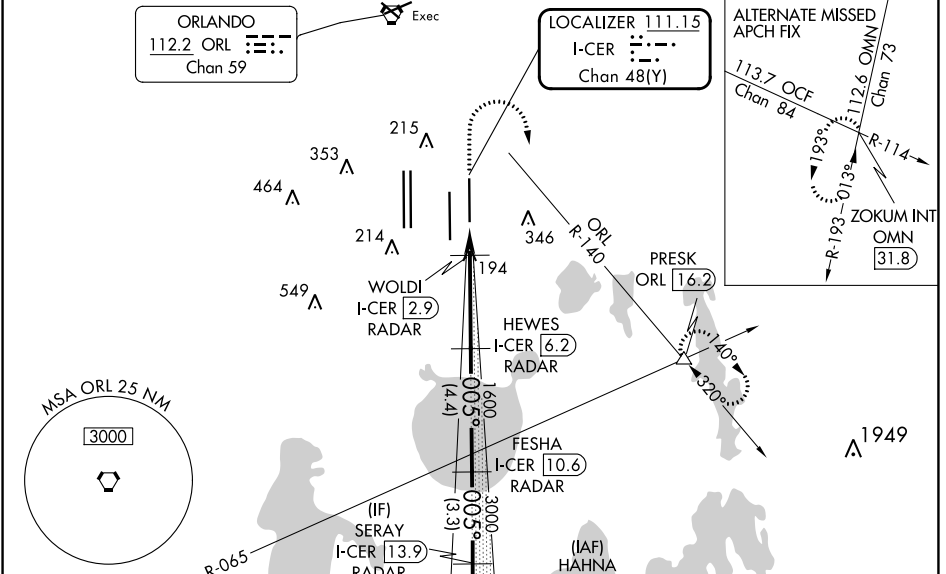 ORLANDO
112.2 ORL
Chan 59
Exec
LOCALIZER 111.15
I-CER
Chan 48(Y)
ALTERNATE MISSED
APCH FIX
113.7 OCF
Chan 84
112.6 OMN
Chan 73
193°
R-114
013°
R-193
ZOKUM INT
OMN
31.8
215
353
464
214
549
346
194
ORL
R-140
WOLDI
I-CER 2.9
RADAR
PRESK
ORL 16.2
HEWES
I-CER 6.2
RADAR
140°
320°
1600
005°
(4.4)
MSA ORL 25 NM
3000
FESHA
I-CER 10.6
RADAR
1949
3000
005°
(3.3)
(IF)
SERAY
I-CER 13.9
RADAR
R-065
(IAF)
HAHNA